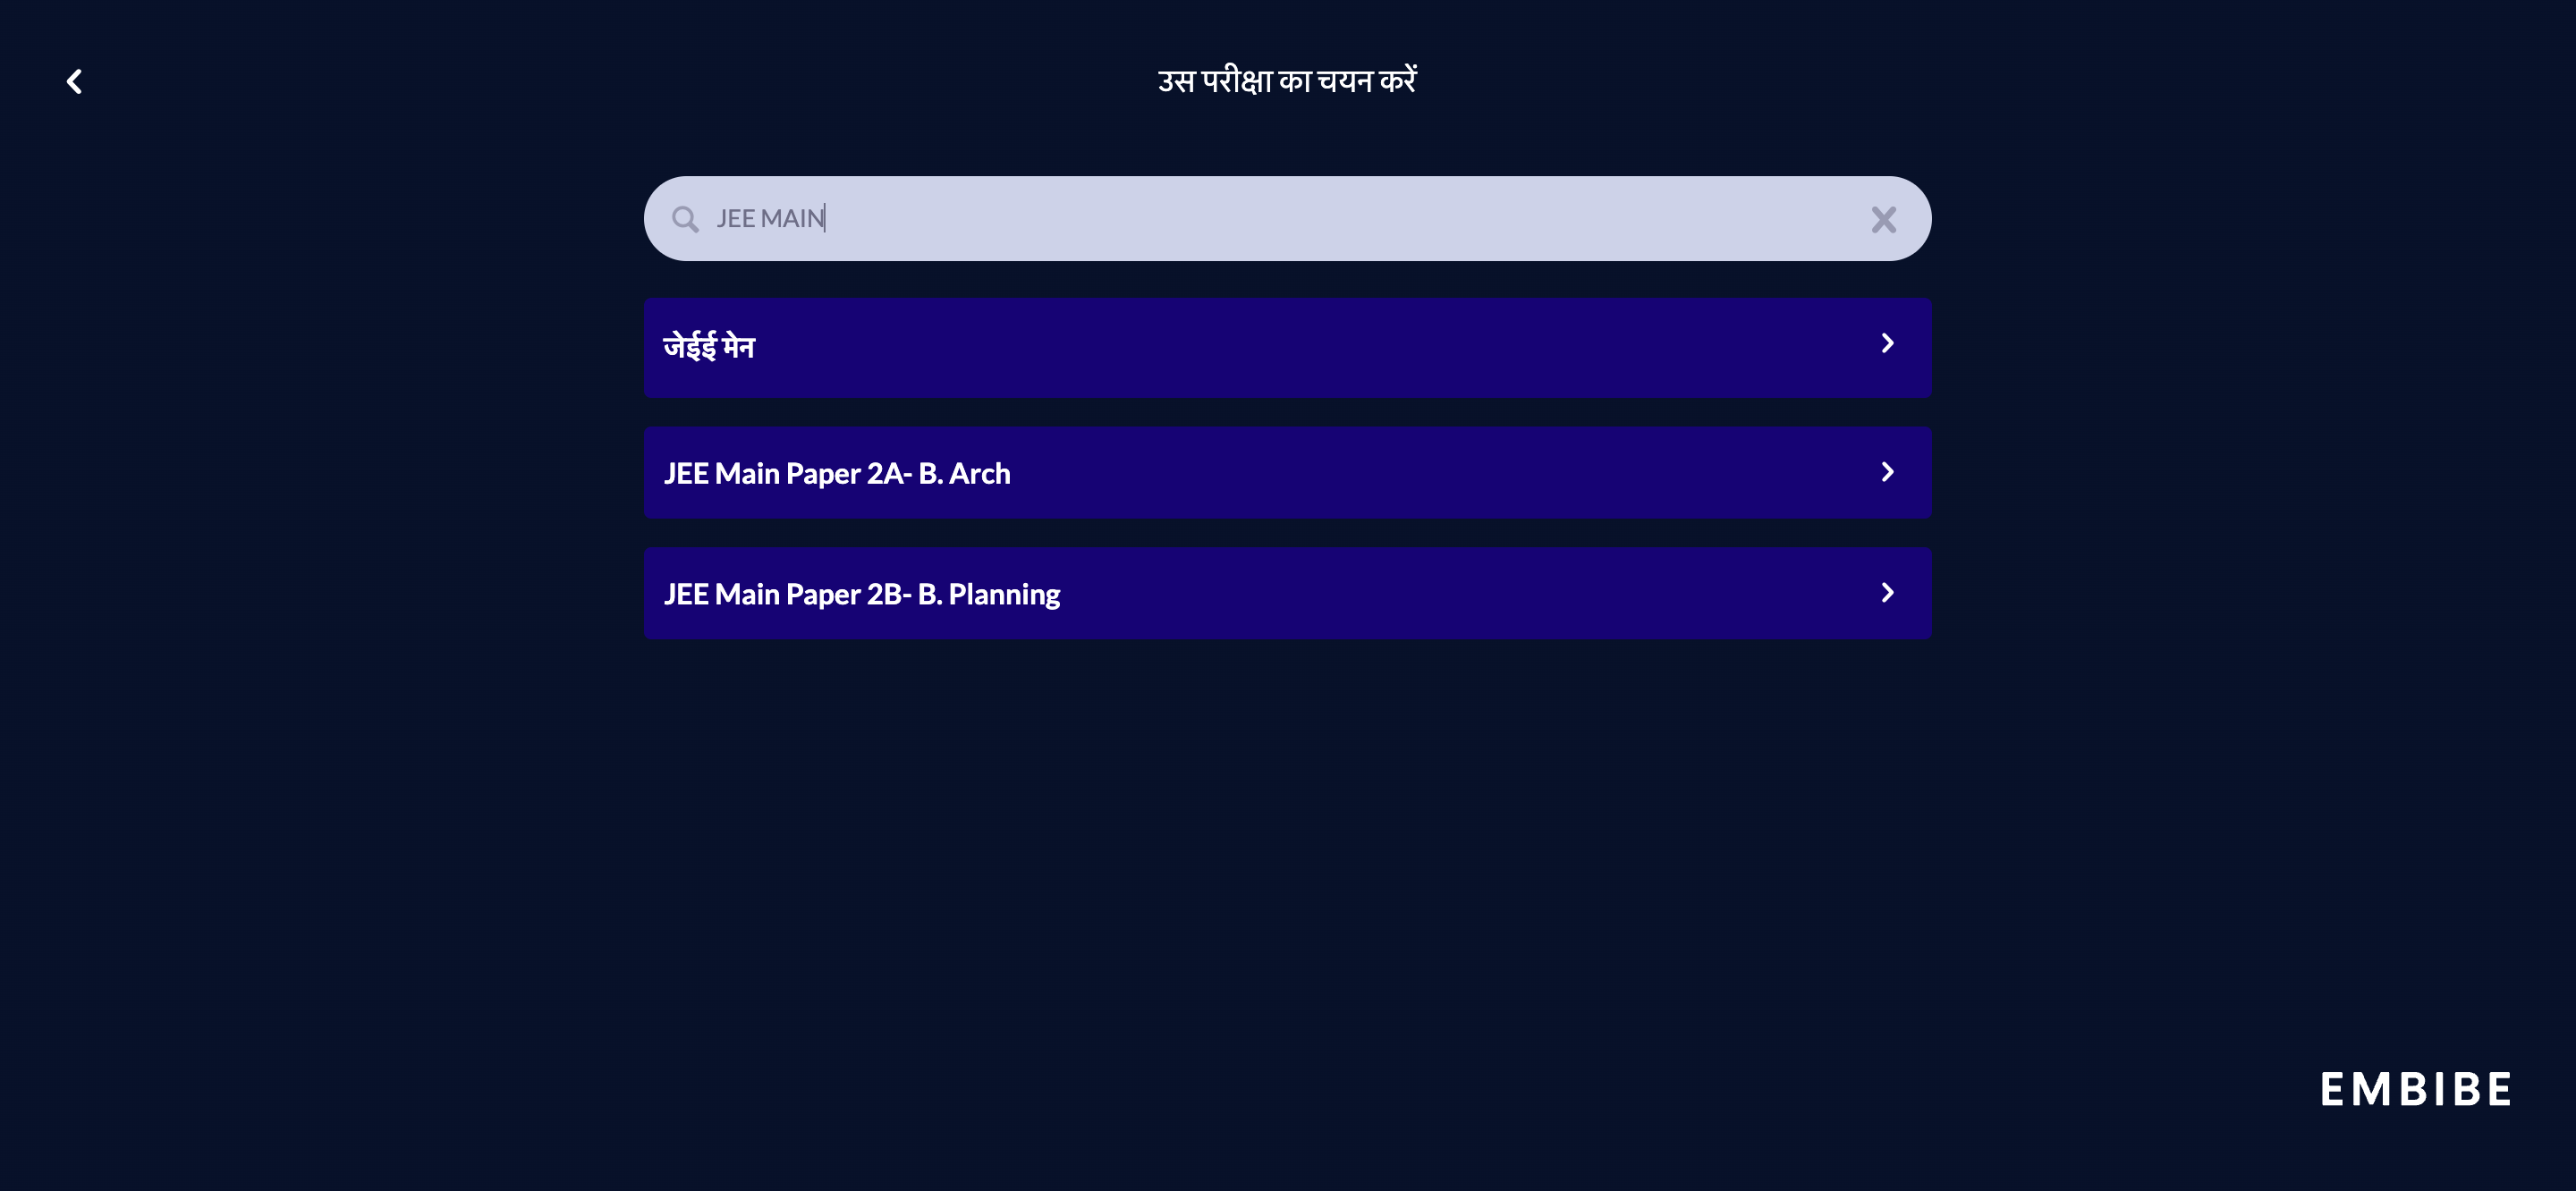 उस परीक्षा का चयन करें
JEE MAIN
जेईई मेन
JEE Main Paper 2A- B. Arch
JEE Main Paper 2B- B. Planning
EMBIBE